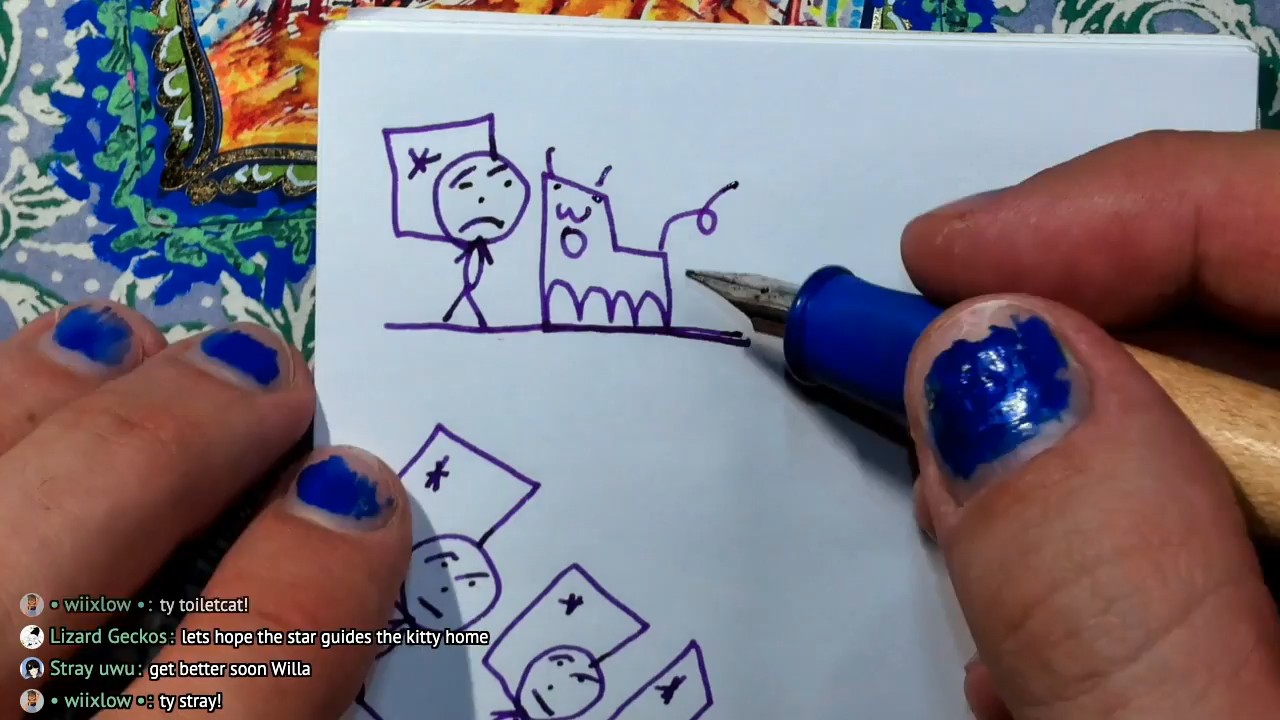 • wiixlow •: ty toiletcat!
Lizard Geckos: lets hope the star guides the kitty home
Stray uwu: get better soon Willa
• wiixlow •: ty stray!